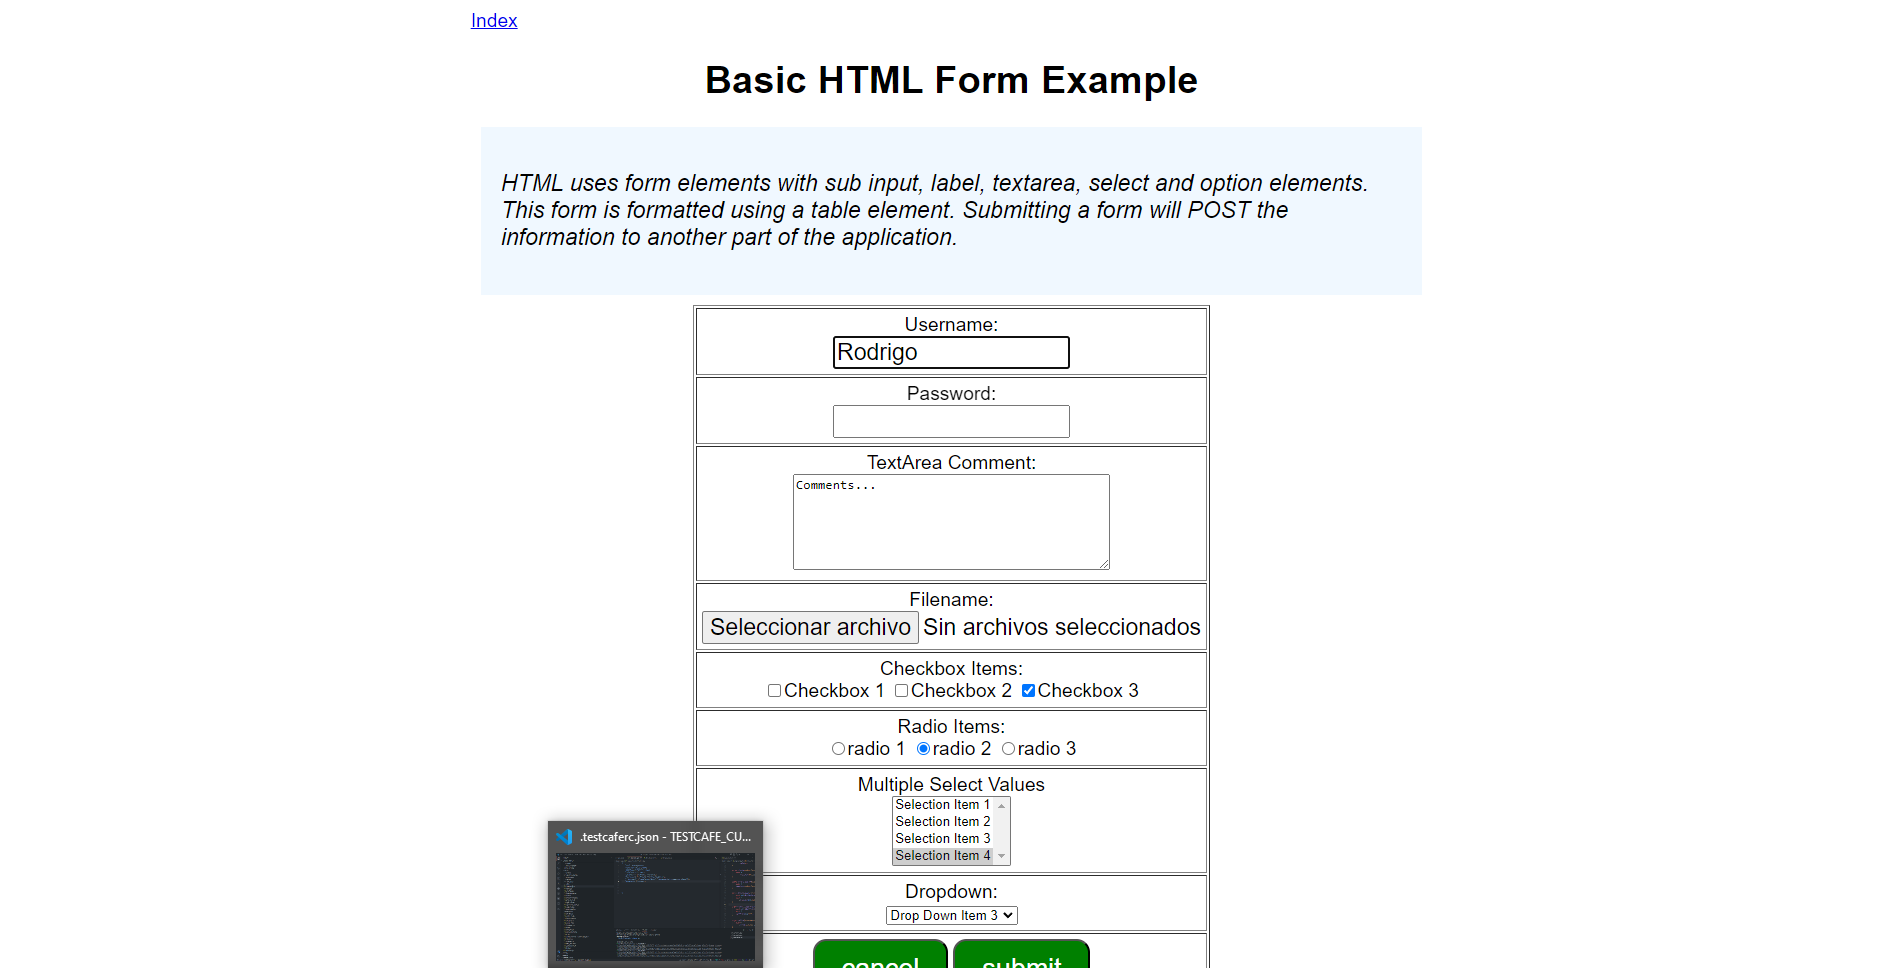 Index
Basic HTML Form Example
HTML uses form elements with sub input, label, textarea, select and option elements.
This form is formatted using a table element. Submitting a form will POST the
information to another part of the application.
Username:
Rodrigo
Password:
TextArea Comment:
Comments...
Filename:
Seleccionar archivo Sin archivos seleccionados
Checkbox Items:
Checkbox 1 Checkbox 2 Checkbox 3
Radio Items:
radio 1 radio 2 radio 3
Multiple Select Values
Selection Item 1
Selection Item 2
Selection Item 3
Selection Item 4
.testcaferc.json - TESTCAFE_CU...
Dropdown:
Drop Down Item 3
cancel submit